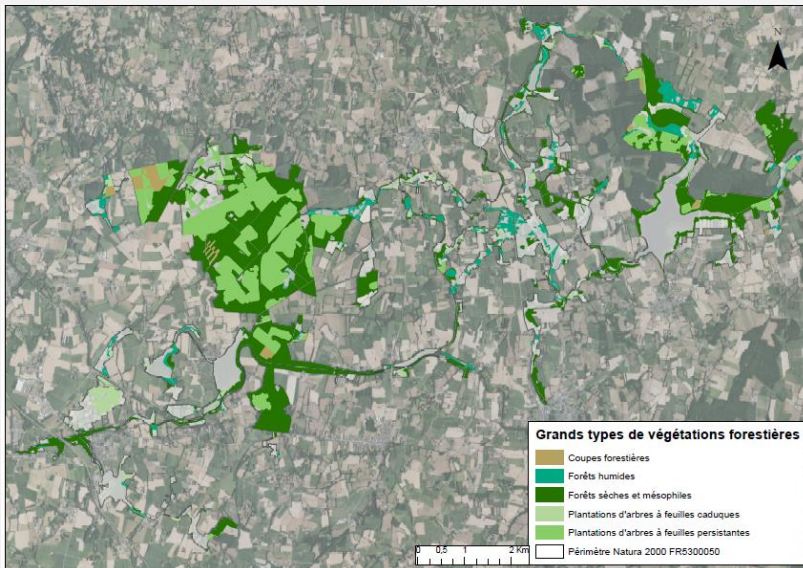 N
Grands types de végétations forestières
Coupes forestières
Forêts humides
Forêts sèches et mésophiles
Plantations d'arbres à feuilles caduques
Plantations d'arbres à feuilles persistantes
Périmètre Natura 2000 FR5300050
0 0,5 1 2 Km